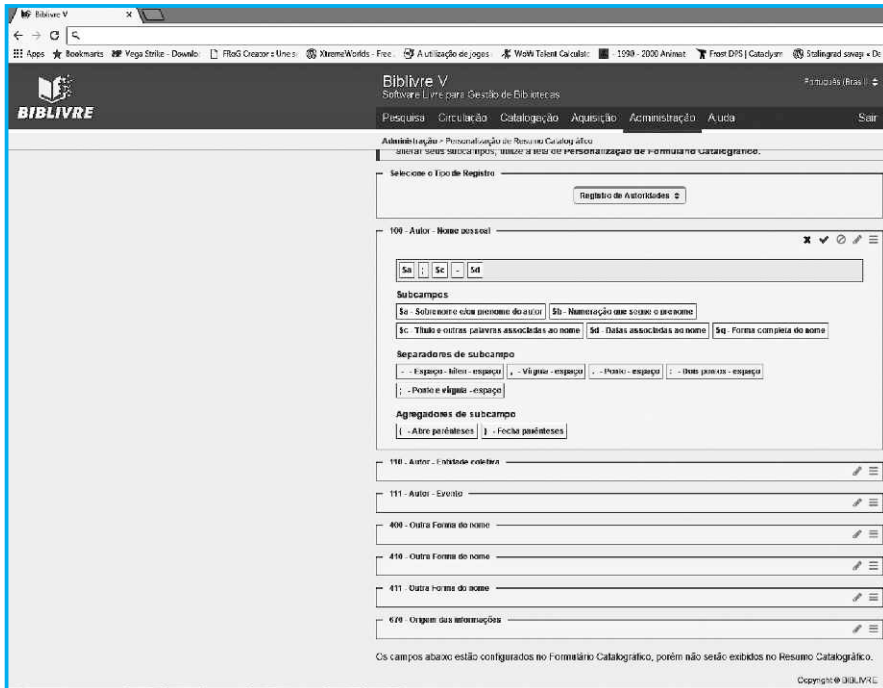 Biblivre V
Apps Bookmarks Vega Strike - Downlo FRoG Creator : Une s XtremeWorlds - Free A utilização de jogos WoW Talent Calculato - 1990 - 2000 Animat Frost DPS | Cataclysm Stalingrad savaşı « De
BIBLIVRE
Biblivre V
Software Livre para Gestão de Bibliotecas
Português (Brasil)
Pesquisa Circulação Catalogação Aquisição Administração Ajuda Sair
Administração > Personalização de Resumo Catalográfico
alterar seus subcampos, utilize a tela de Personalização de Formulário Catalográfico.
Selecione o Tipo de Registro
Registro de Autoridades
100 - Autor - Nome pessoal
$a ; $c - $d
Subcampos
$a - Sobrenome e/ou prenome do autor $b - Numeração que segue o prenome
$c - Título e outras palavras associadas ao nome $d - Datas associadas ao nome $q - Forma completa do nome
Separadores de subcampo
- - Espaço - hífen - espaço , - Vírgula - espaço . - Ponto - espaço : - Dois pontos - espaço
; - Ponto e vírgula - espaço
Agregadores de subcampo
( - Abre parênteses ) - Fecha parênteses
110 - Autor - Entidade coletiva
111 - Autor - Evento
400 - Outra Forma do nome
410 - Outra Forma do nome
411 - Outra Forma do nome
670 - Origem das informações
Os campos abaixo estão configurados no Formulário Catalográfico, porém não serão exibidos no Resumo Catalográfico.
Copyright © BIBLIVRE